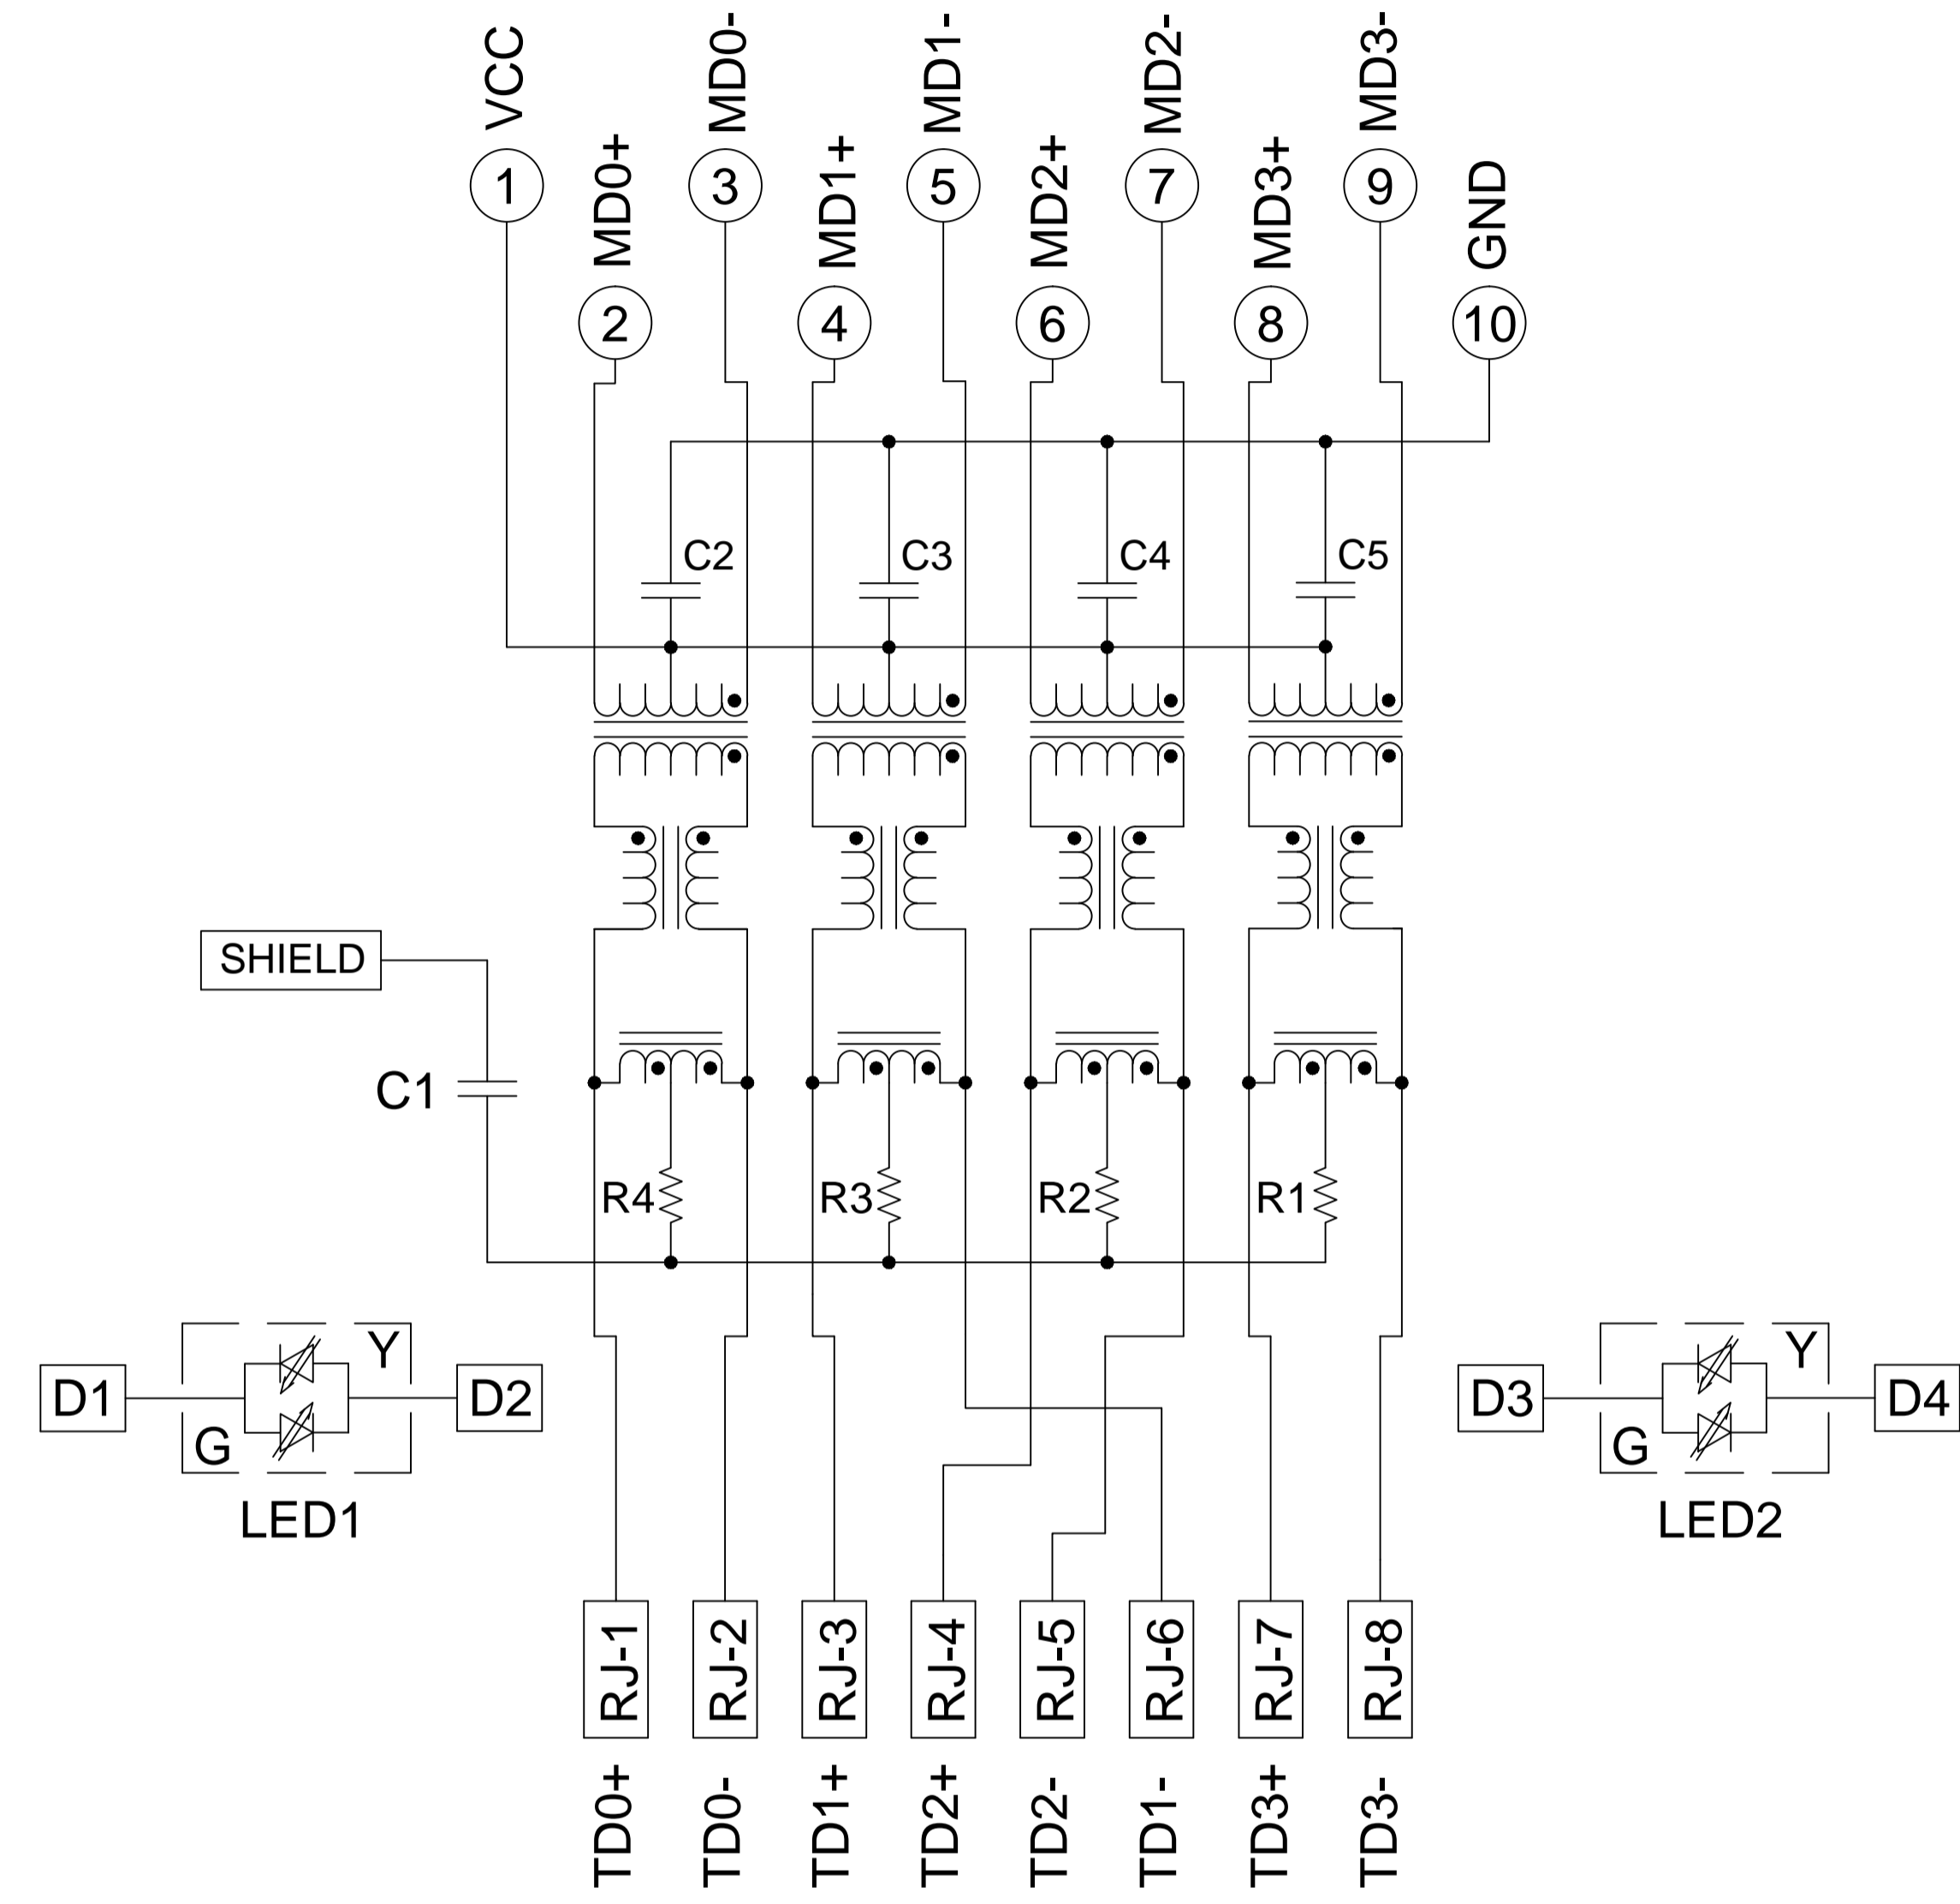 VCC
MD0+
MD0-
MD1+
MD1-
MD2+
MD2-
MD3+
MD3-
GND
1
3
5
7
9
2
4
6
8
10
C2
C3
C4
C5
SHIELD
C1
R4
R3
R2
R1
Y
D1
D2
G
LED1
Y
D3
D4
G
LED2
RJ-1
RJ-2
RJ-3
RJ-4
RJ-5
RJ-6
RJ-7
RJ-8
TD0+
TD0-
TD1+
TD2+
TD2-
TD1-
TD3+
TD3-